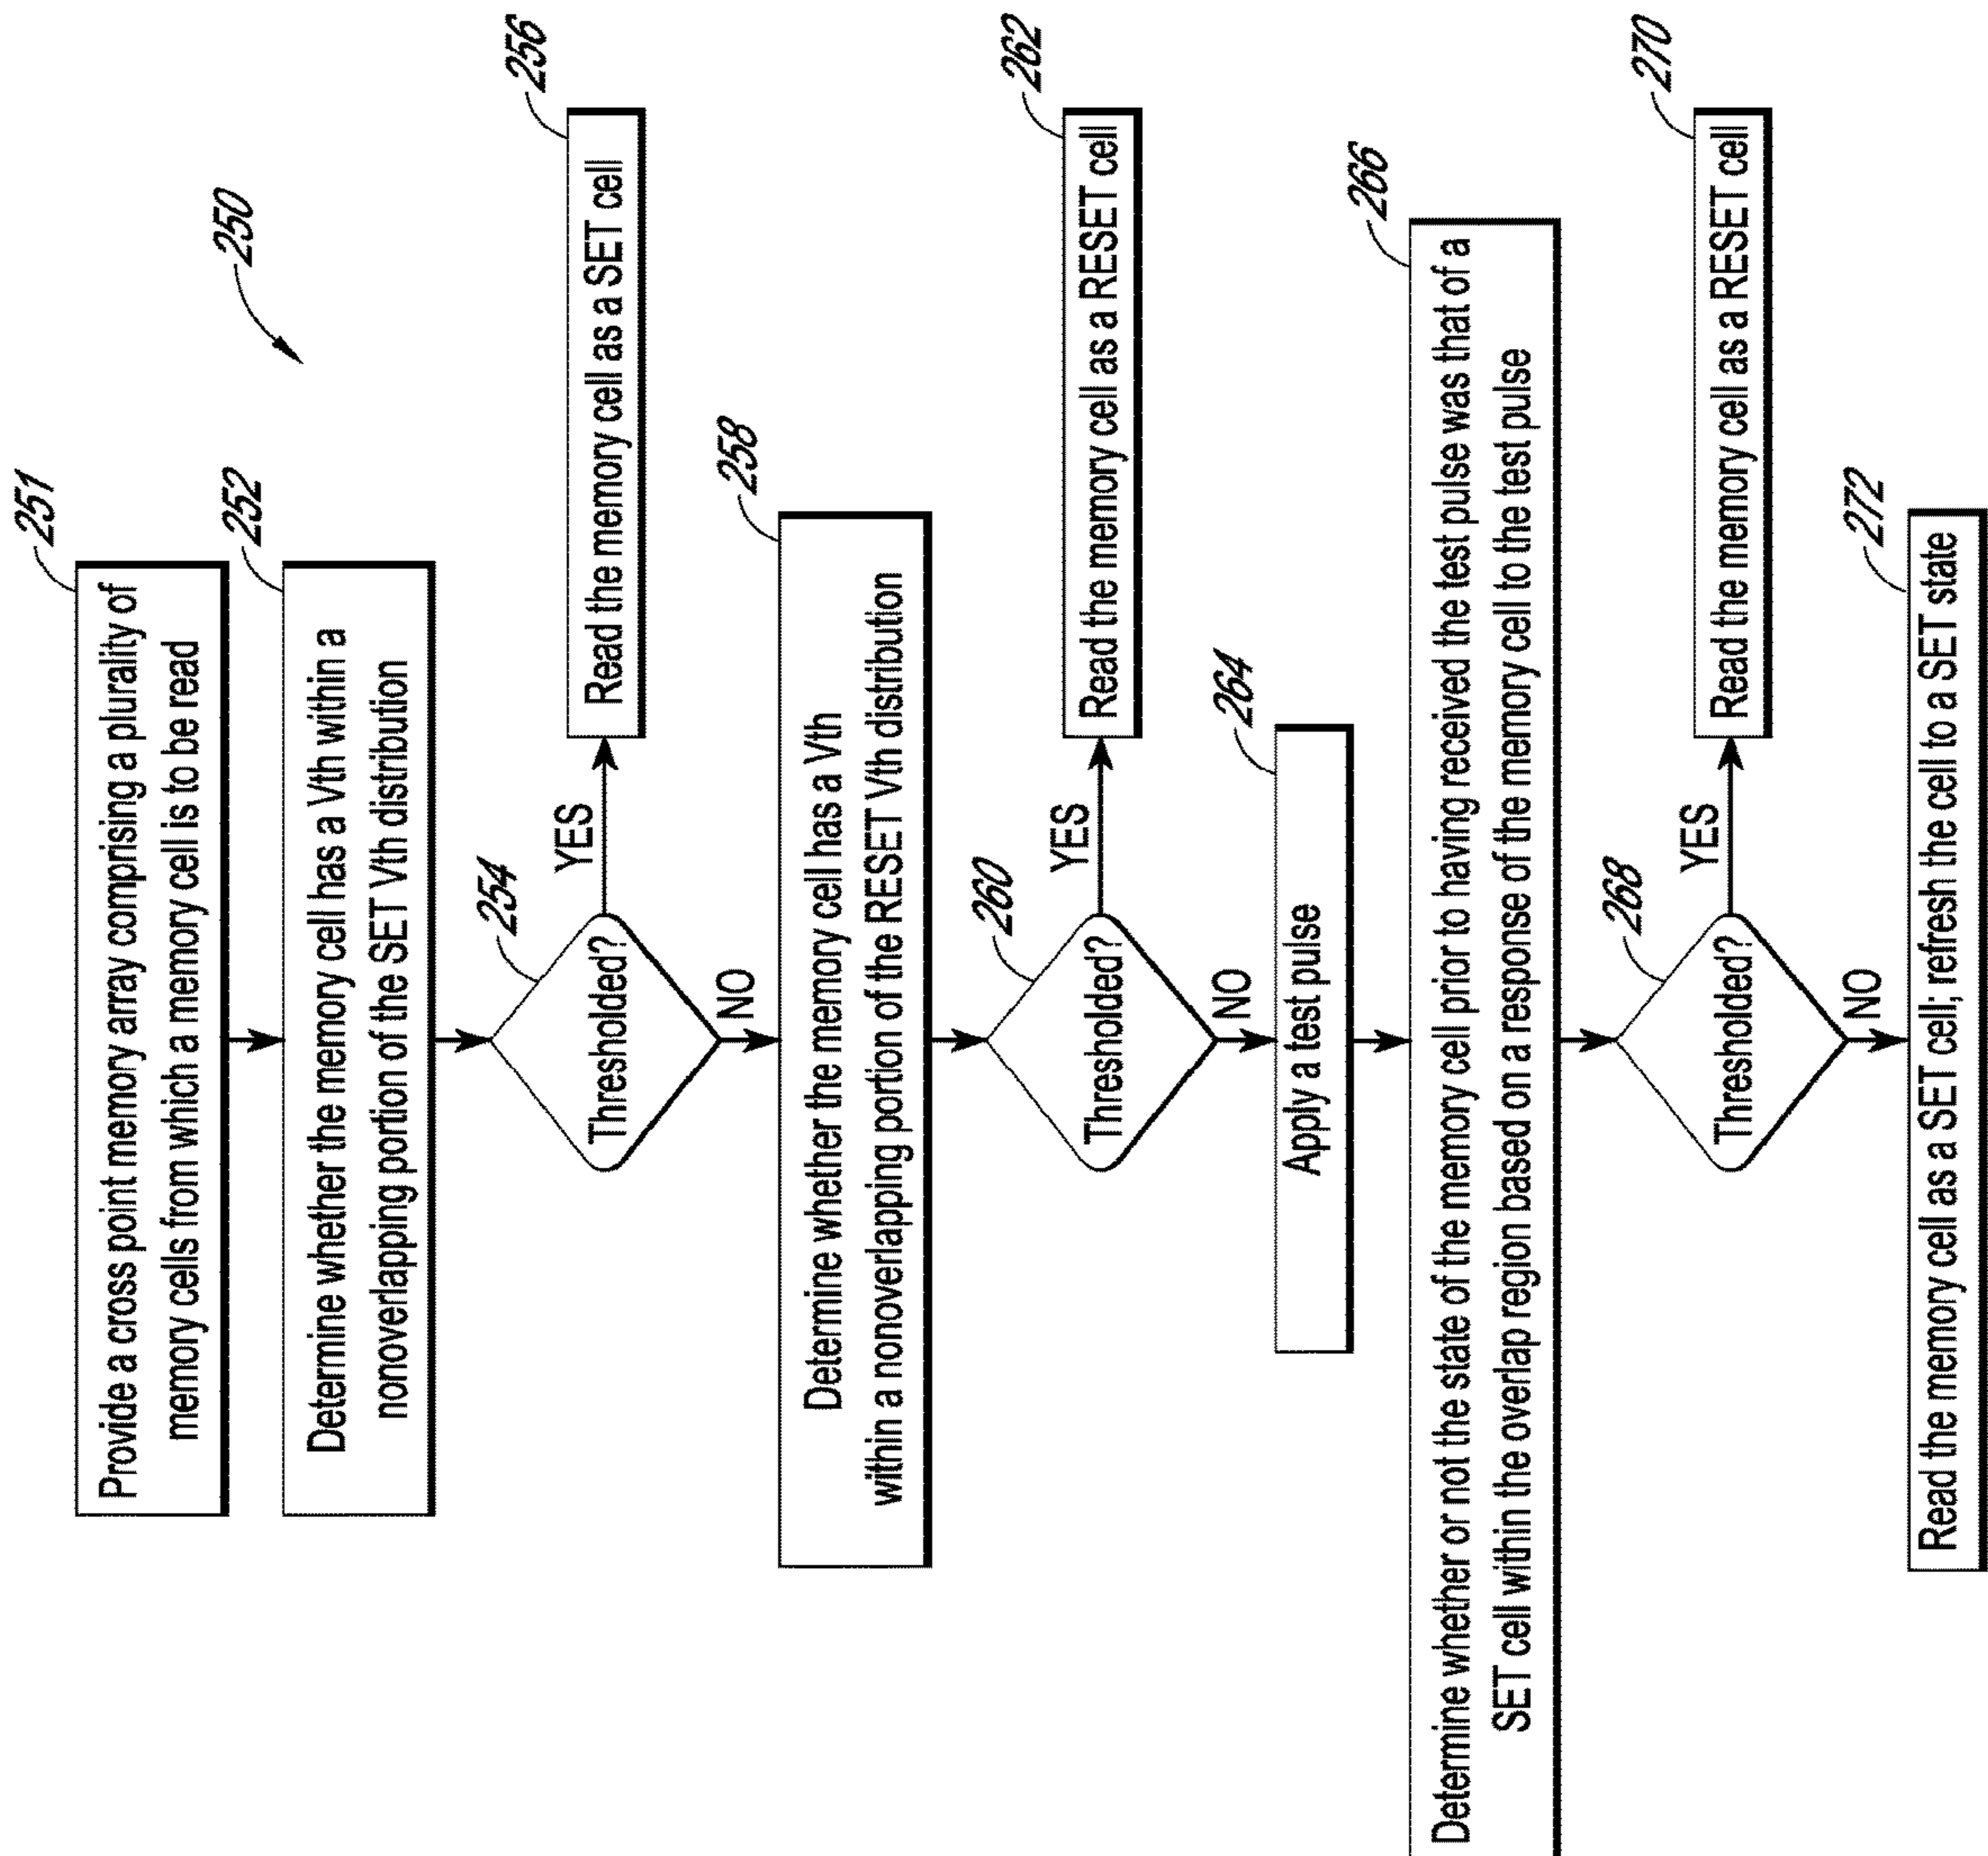 250
251
Provide a cross point memory array comprising a plurality of
memory cells from which a memory cell is to be read
252
Determine whether the memory cell has a Vth within a
nonoverlapping portion of the SET Vth distribution
254
Thresholded?
YES
256
Read the memory cell as a SET cell
NO
258
Determine whether the memory cell has a Vth
within a nonoverlapping portion of the RESET Vth distribution
260
Thresholded?
YES
262
Read the memory cell as a RESET cell
NO
264
Apply a test pulse
266
Determine whether or not the state of the memory cell prior to having received the test pulse was that of a
SET cell within the overlap region based on a response of the memory cell to the test pulse
268
Thresholded?
YES
270
Read the memory cell as a RESET cell
NO
272
Read the memory cell as a SET cell; refresh the cell to a SET state